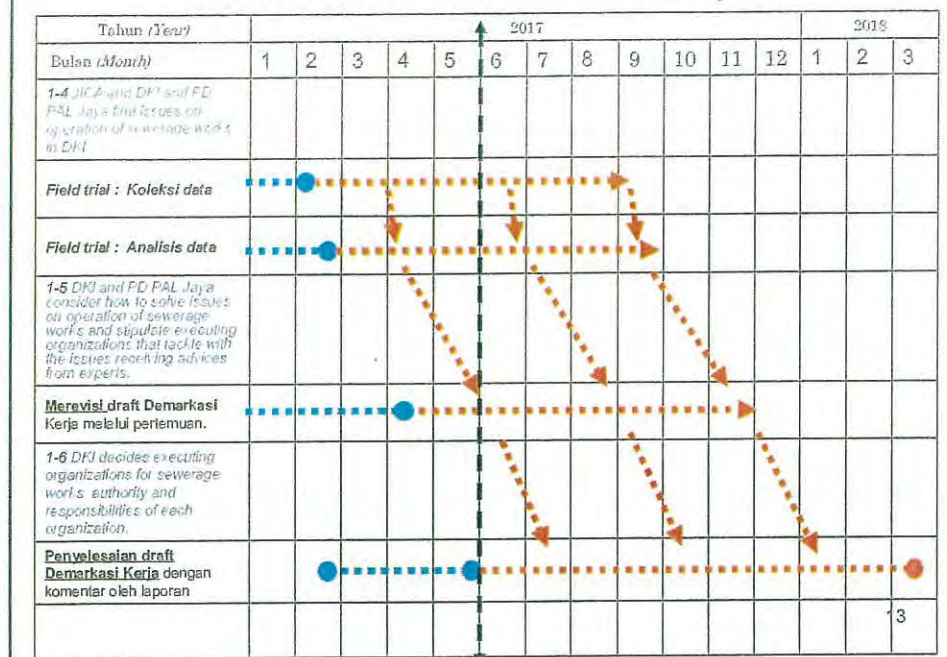 Tahun (Year) 2017 2018
Bulan (Month) 1 2 3 4 5 6 7 8 9 10 11 12 1 2 3
1-4 JICA and DKI and PD
PAL Jaya find issues on
operation of sewerage works
in DKI
Field trial : Koleksi data
Field trial : Analisis data
1-5 DKI and PD PAL Jaya
consider how to solve issues
on operation of sewerage
works and stipulate executing
organizations that tackle with
the issues receiving advices
from experts.
Merevisi draft Demarkasi
Kerja melalui pertemuan.
1-6 DKI decides executing
organizations for sewerage
works, authority and
responsibilities of each
organization.
Penyelesaian draft
Demarkasi Kerja dengan
komentar oleh laporan
13